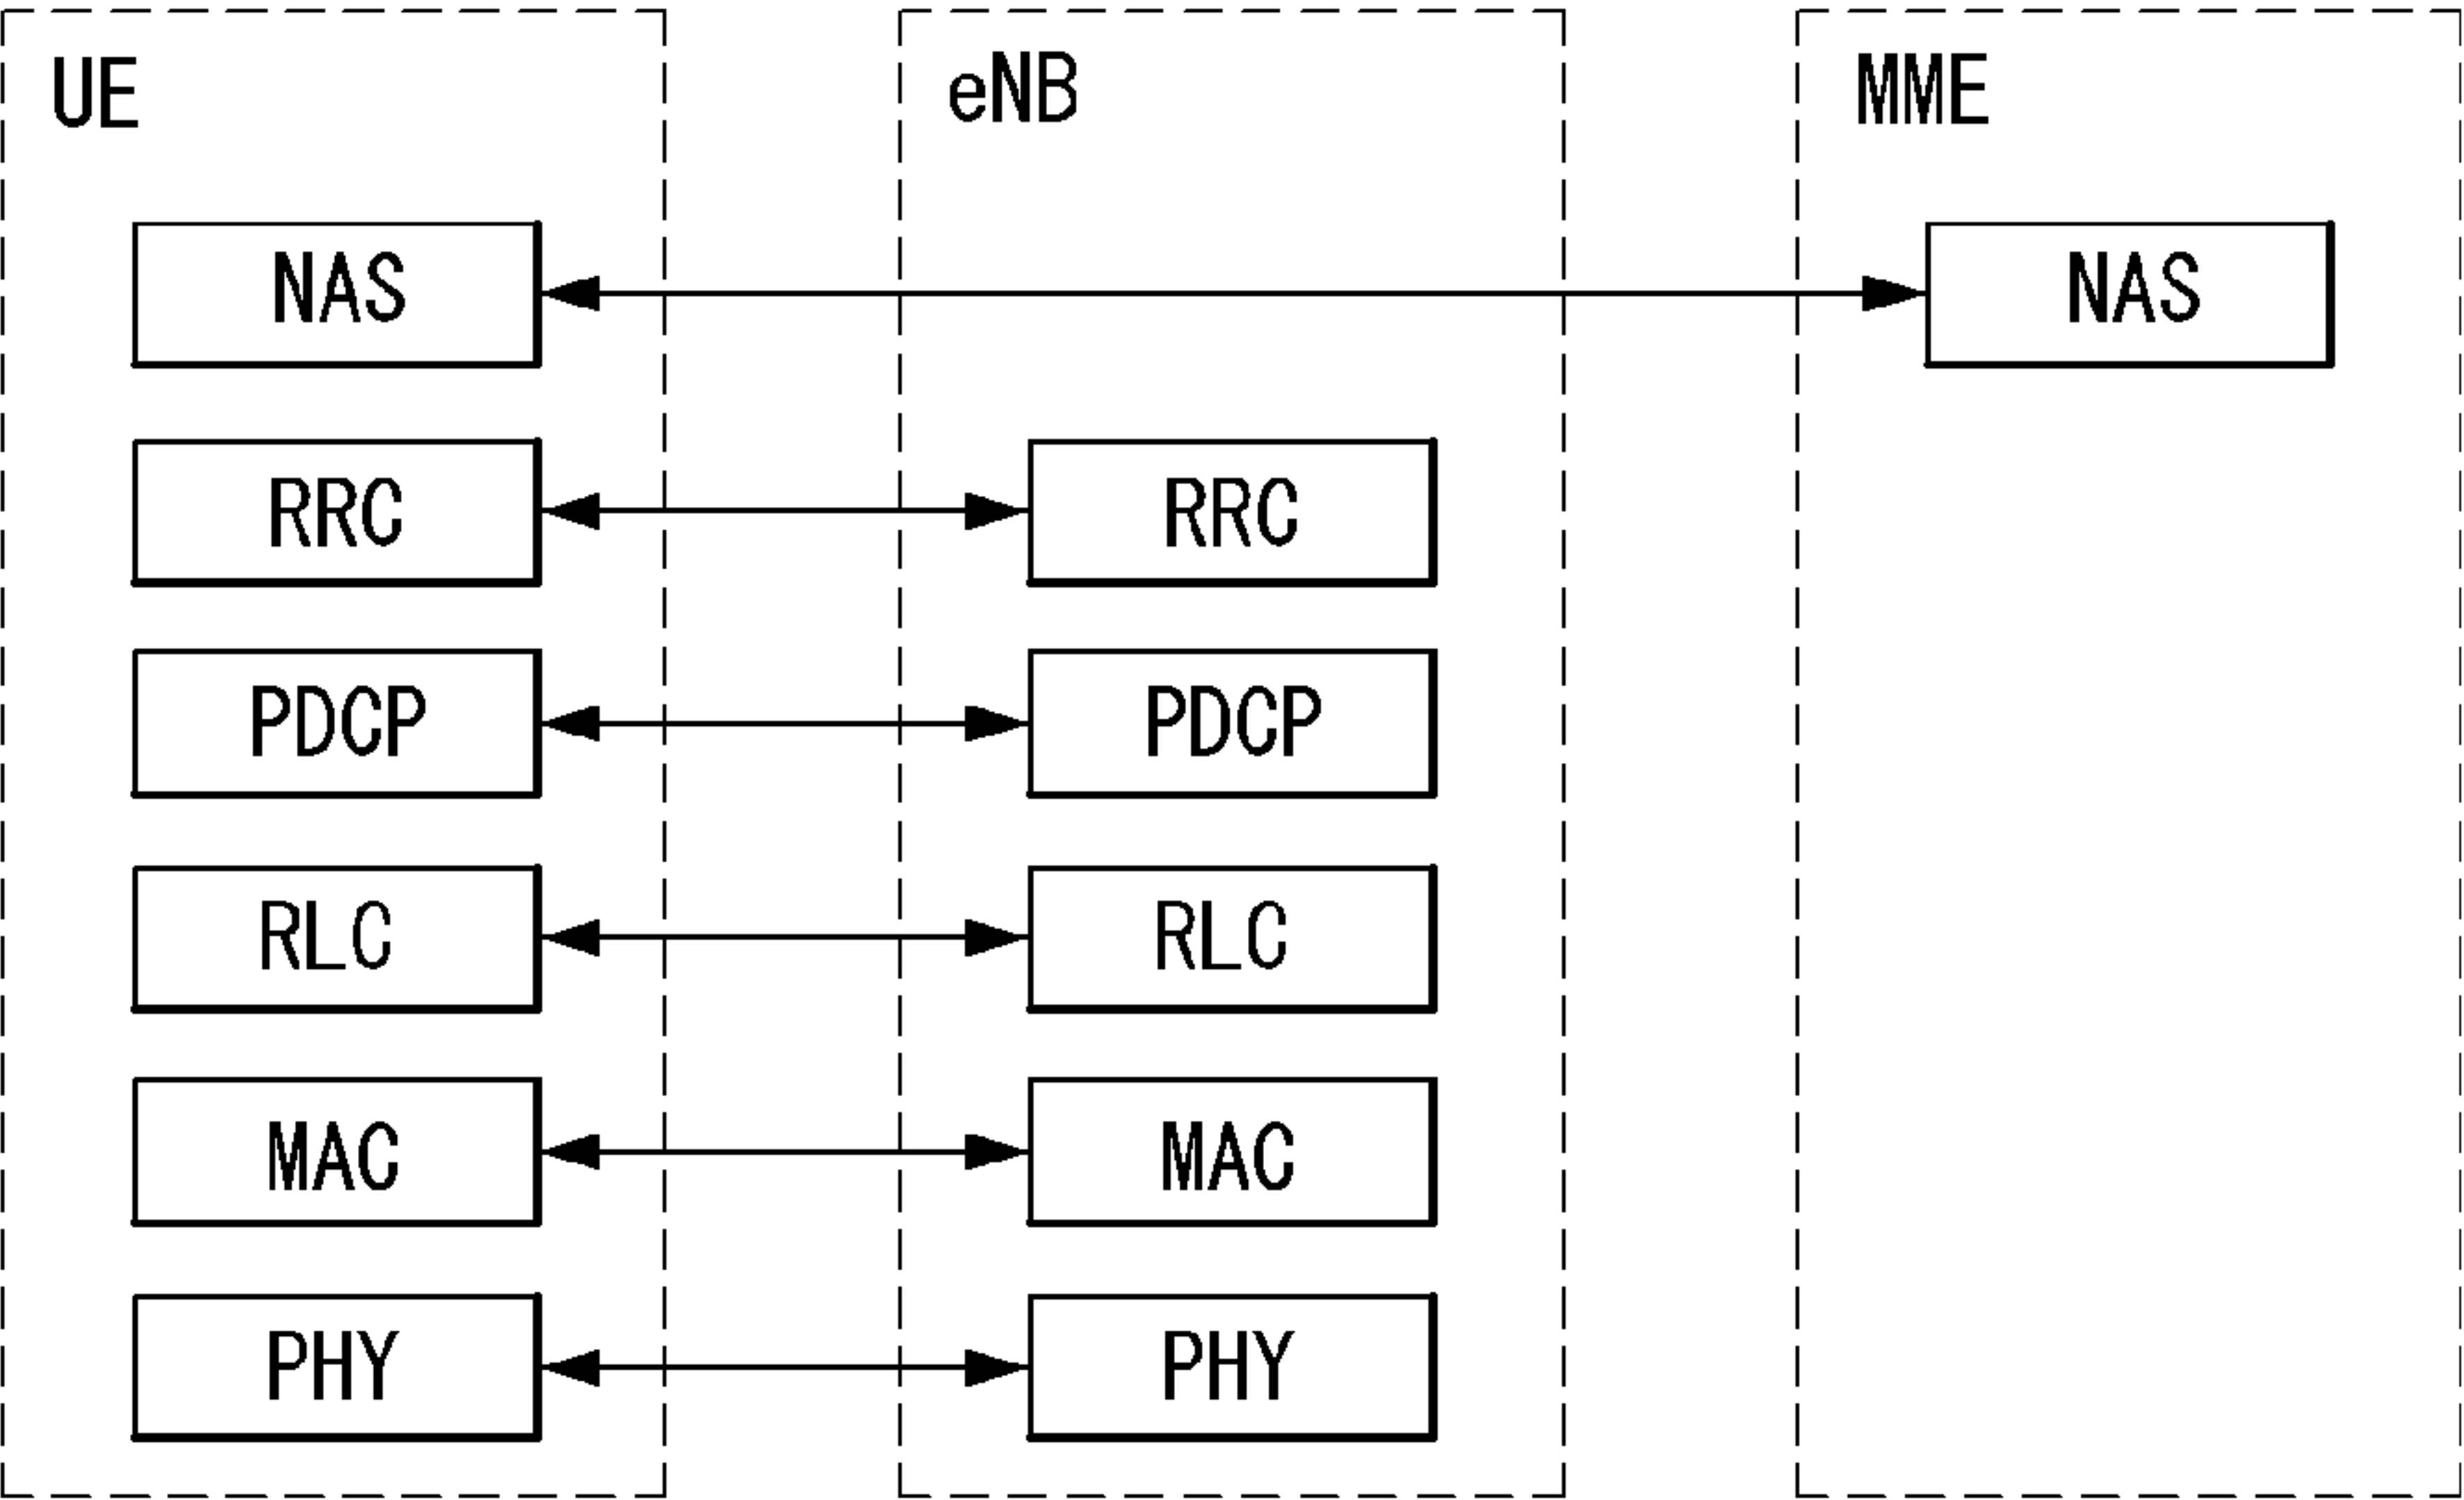 UE eNB MME
NAS NAS
RRC RRC
PDCP PDCP
RLC RLC
MAC MAC
PHY PHY